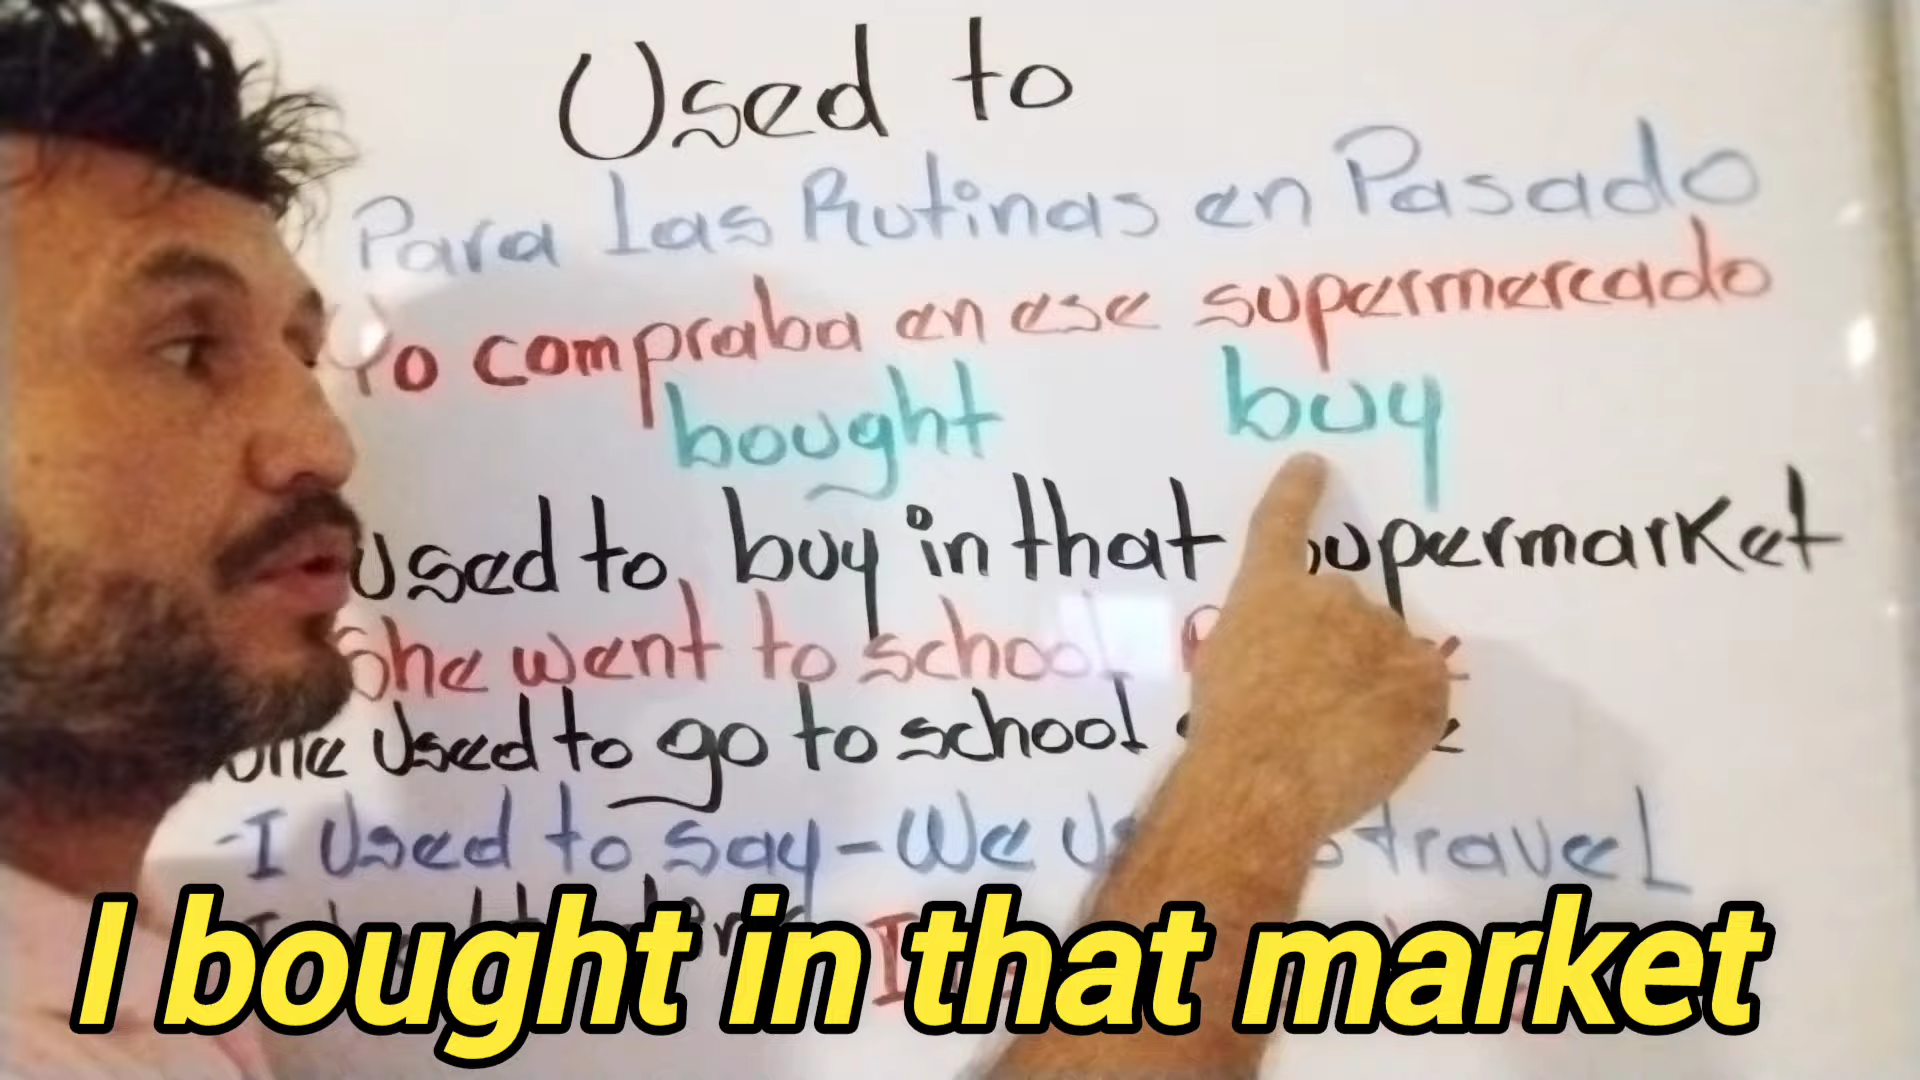 Used to
Para las Rutinas en Pasado
Yo compraba en ese supermercado
bought buy
used to buy in that supermarket
She went to school
She Used to go to school
-I Used to say - We travel
I bought in that market